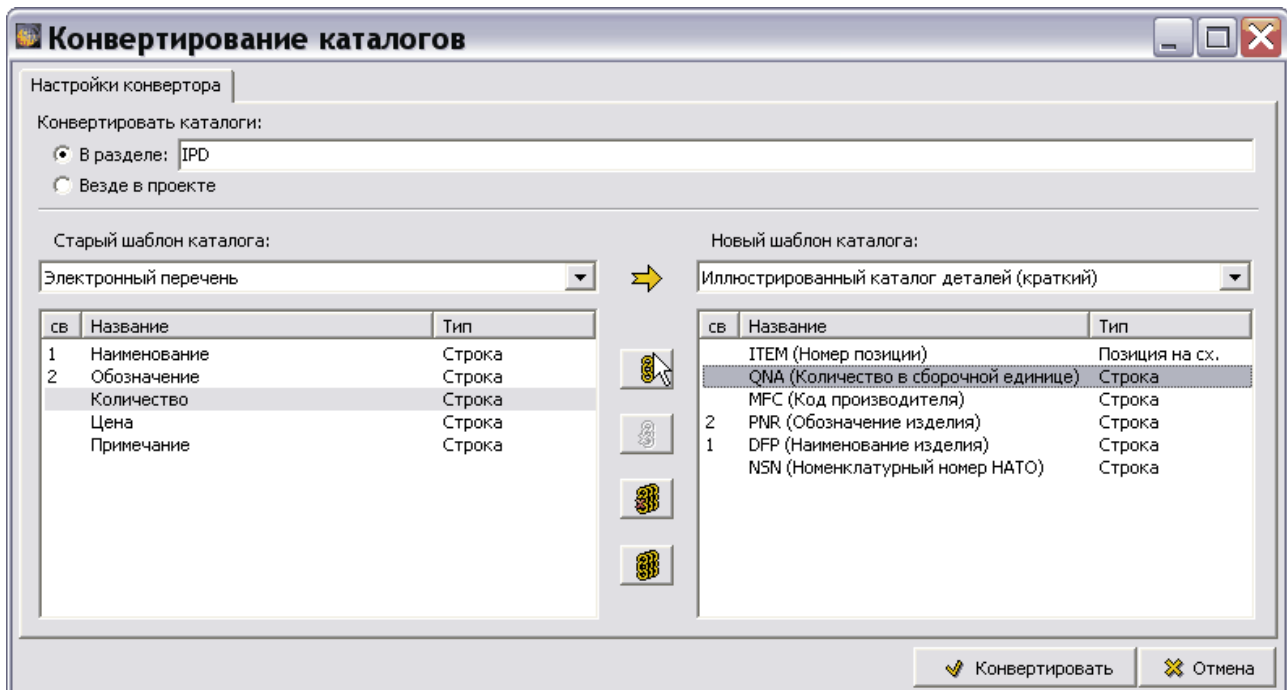 Конвертирование каталогов
Настройки конвертора
Конвертировать каталоги:
В разделе: IPD
Везде в проекте
Старый шаблон каталога:
Электронный перечень
св Название Тип
1 Наименование Строка
2 Обозначение Строка
Количество Строка
Цена Строка
Примечание Строка
Новый шаблон каталога:
Иллюстрированный каталог деталей (краткий)
св Название Тип
ITEM (Номер позиции) Позиция на сх.
QNA (Количество в сборочной единице) Строка
MFC (Код производителя) Строка
2 PNR (Обозначение изделия) Строка
1 DFP (Наименование изделия) Строка
NSN (Номенклатурный номер НАТО) Строка
Конвертировать Отмена